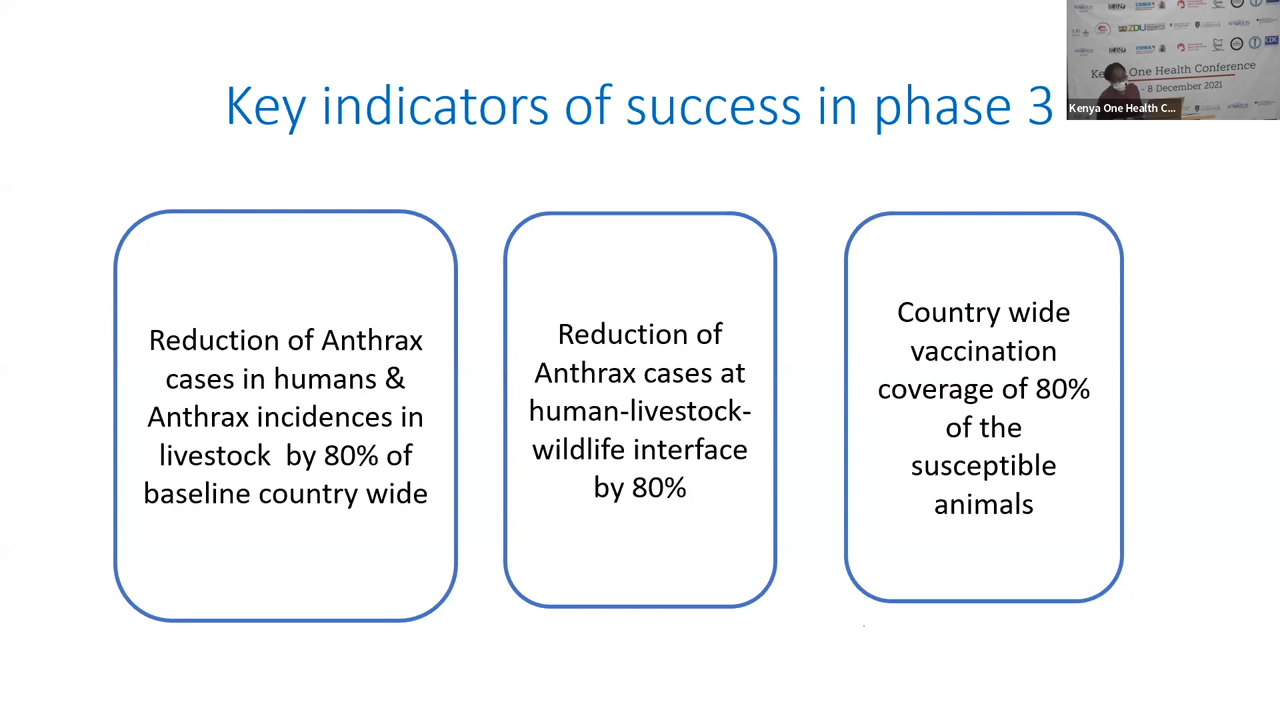 Key indicators of success in phase 3
Kenya One Health Conference
- 8 December 2021
Kenya One Health C...
Reduction of Anthrax
cases in humans &
Anthrax incidences in
livestock by 80% of
baseline country wide
Reduction of
Anthrax cases at
human-livestock-
wildlife interface
by 80%
Country wide
vaccination
coverage of 80%
of the
susceptible
animals